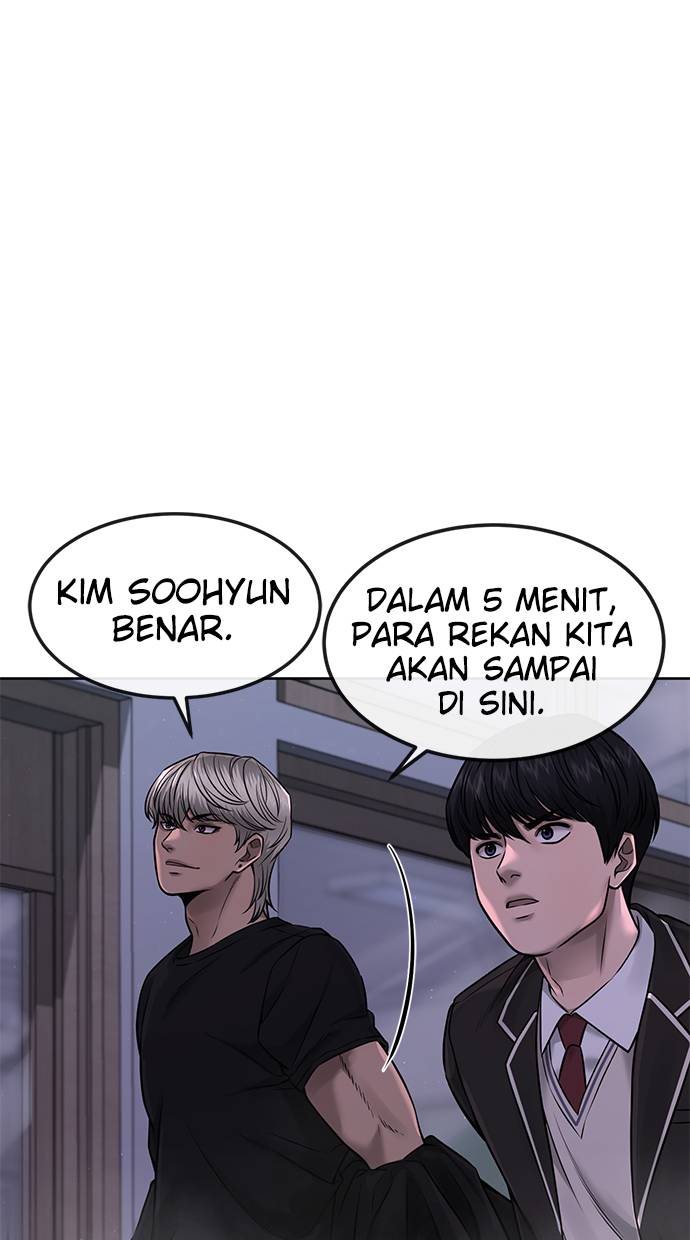 KIM SOOHYUN
BENAR.
DALAM 5 MENIT,
PARA REKAN KITA
AKAN SAMPAI
DI SINI.